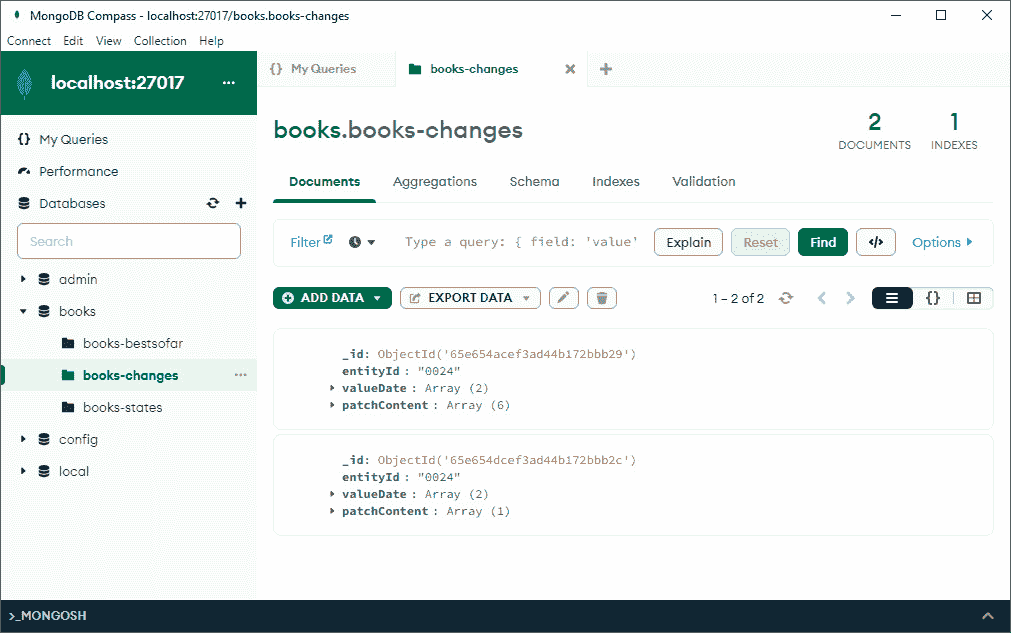 MongoDB Compass - localhost:27017/books.books-changes
Connect Edit View Collection Help
localhost:27017 ...
{} My Queries
Performance
Databases
Search
admin
books
books-bestsofar
books-changes ...
books-states
config
local
{} My Queries
books-changes
books.books-changes
2
DOCUMENTS
1
INDEXES
Documents Aggregations Schema Indexes Validation
Filter Type a query: { field: 'value' Explain Reset Find </> Options
ADD DATA EXPORT DATA 1 – 2 of 2 {}
_id: ObjectId('65e654acef3ad44b172bbb29')
entityId : "0024"
valueDate : Array (2)
patchContent : Array (6)
_id: ObjectId('65e654dcef3ad44b172bbb2c')
entityId : "0024"
valueDate : Array (2)
patchContent : Array (1)
>_MONGOSH